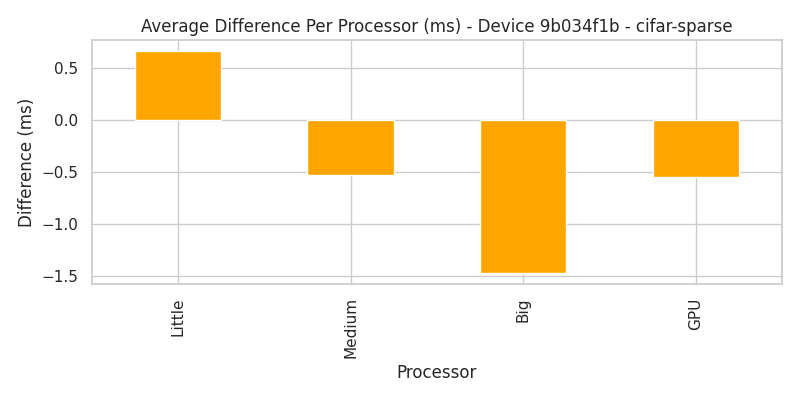 Average Difference Per Processor (ms) - Device 9b034f1b - cifar-sparse
Difference (ms)
0.5
0.0
−0.5
−1.0
−1.5
Little
Medium
Big
GPU
Processor